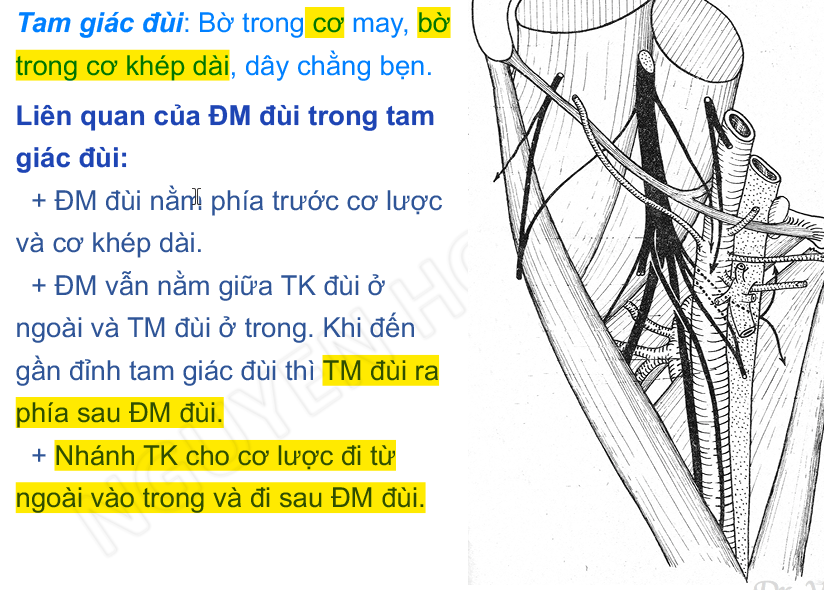 Tam giác đùi: Bờ trong cơ may, bờ
trong cơ khép dài, dây chằng bẹn.
Liên quan của ĐM đùi trong tam
giác đùi:
+ ĐM đùi nằm phía trước cơ lược
và cơ khép dài.
+ ĐM vẫn nằm giữa TK đùi ở
ngoài và TM đùi ở trong. Khi đến
gần đỉnh tam giác đùi thì TM đùi ra
phía sau ĐM đùi.
+ Nhánh TK cho cơ lược đi từ
ngoài vào trong và đi sau ĐM đùi.